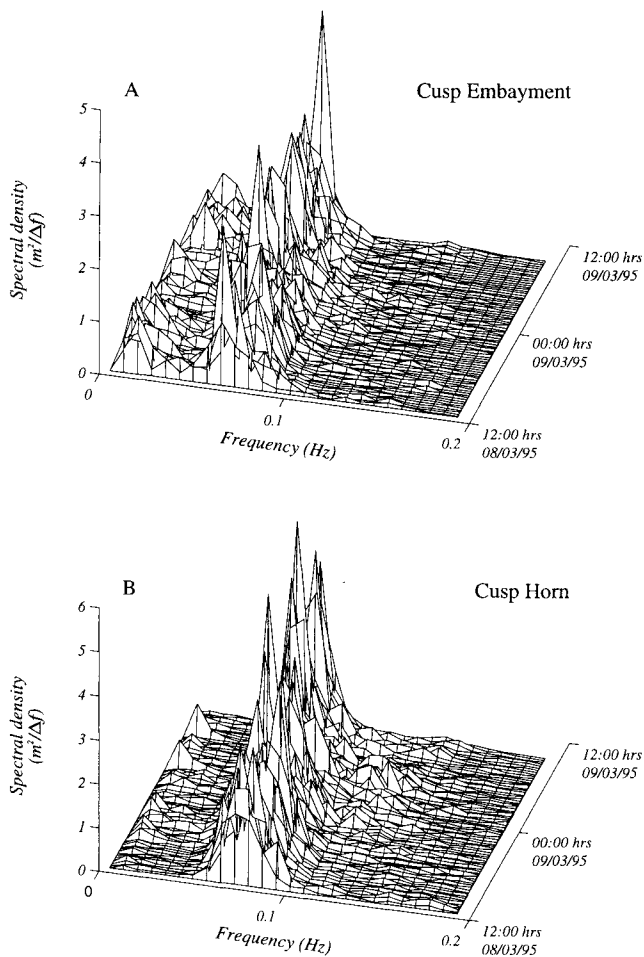 A
Cusp Embayment
5
4
3
2
1
0
Spectral density
(m²/Δf)
0
0.1
0.2
Frequency (Hz)
12:00 hrs
09/03/95
00:00 hrs
09/03/95
12:00 hrs
08/03/95
B
Cusp Horn
6
5
4
3
2
1
0
Spectral density
(m²/Δf)
0
0.1
0.2
Frequency (Hz)
12:00 hrs
09/03/95
00:00 hrs
09/03/95
12:00 hrs
08/03/95